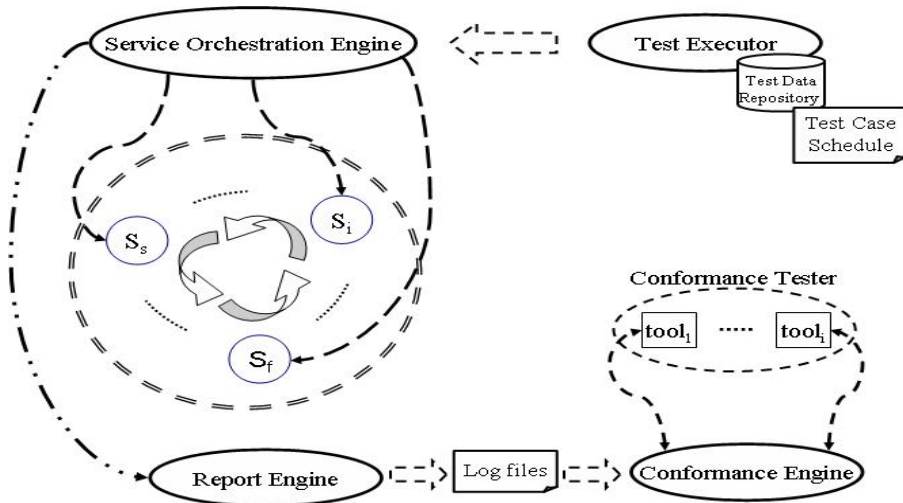 Service Orchestration Engine
Test Executor
Test Data
Repository
Test Case
Schedule
Sᵢ
Sₛ
S_f
Conformance Tester
tool₁ ..... toolᵢ
Report Engine
Log files
Conformance Engine